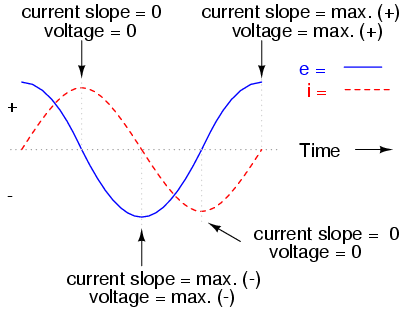 current slope = 0
voltage = 0
current slope = max. (+)
voltage = max. (+)
e =
i =
+
Time
-
current slope = 0
voltage = 0
current slope = max. (-)
voltage = max. (-)